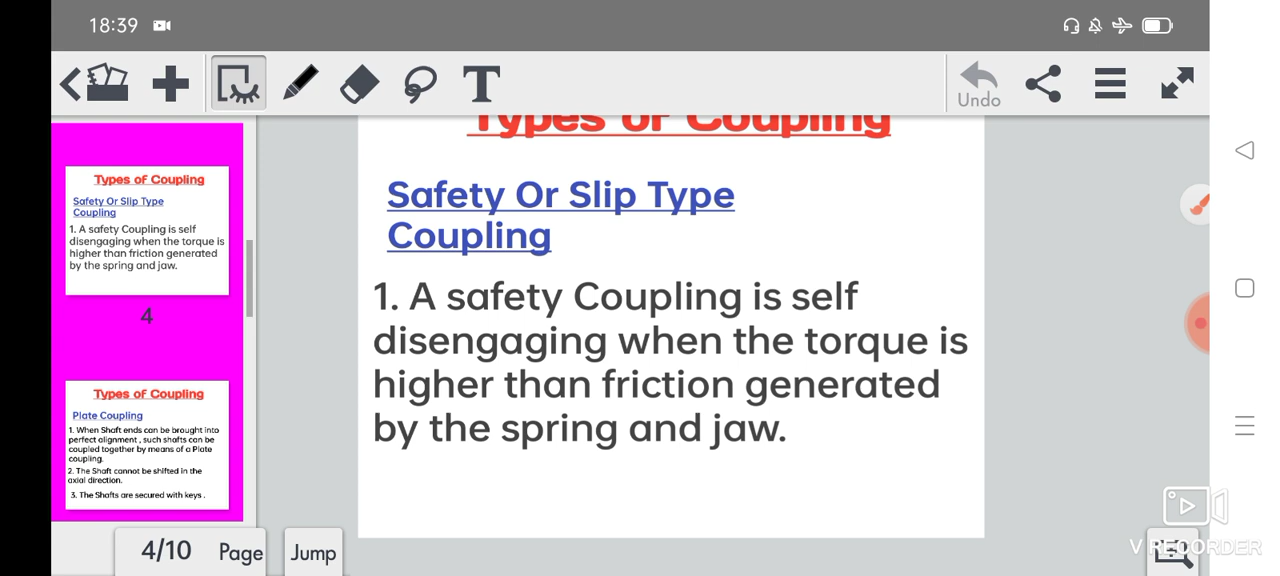 18:39
Undo
Types of Coupling
Safety Or Slip Type
Coupling
1. A safety Coupling is self
disengaging when the torque is
higher than friction generated
by the spring and jaw.
4
Types of Coupling
Plate Coupling
1. When Shaft ends can be brought into
perfect alignment , such shafts can be
coupled together by means of a Plate
coupling.
2. The Shaft cannot be shifted in the
axial direction.
3. The Shafts are secured with keys .
Types of Coupling
Safety Or Slip Type
Coupling
1. A safety Coupling is self
disengaging when the torque is
higher than friction generated
by the spring and jaw.
4/10 Page Jump
V RECORDER